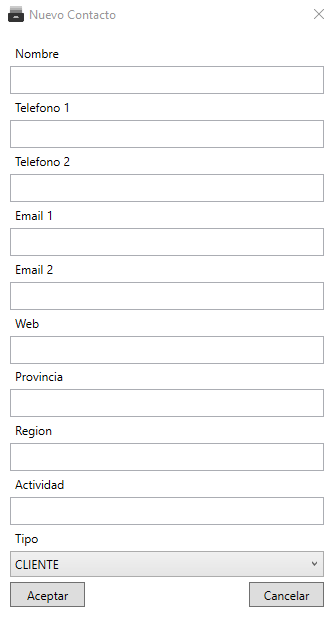 Nuevo Contacto
Nombre
Telefono 1
Telefono 2
Email 1
Email 2
Web
Provincia
Region
Actividad
Tipo
CLIENTE
Aceptar Cancelar